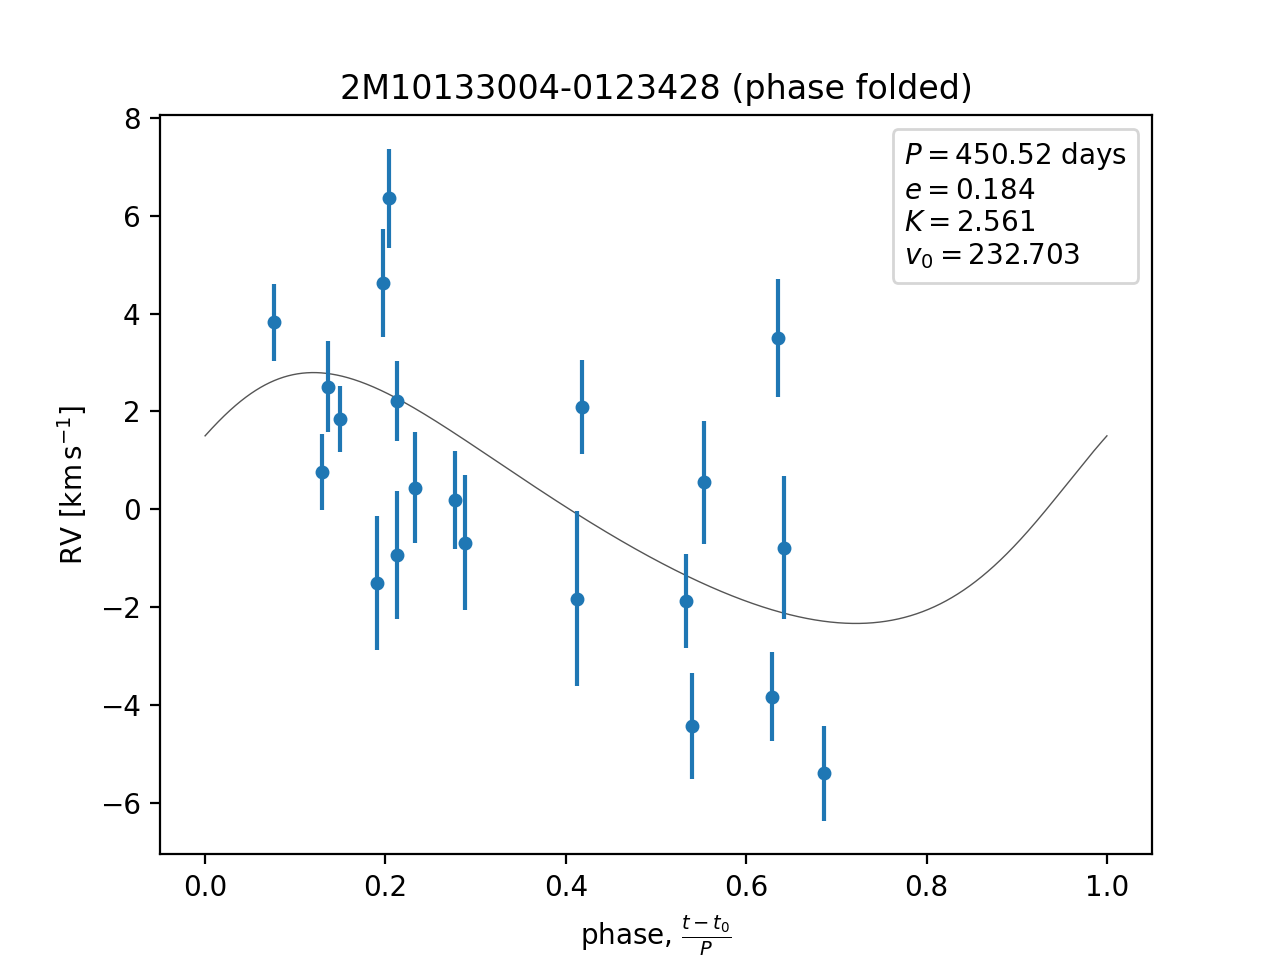 2M10133004-0123428 (phase folded)
P = 450.52 days
e = 0.184
K = 2.561
v₀ = 232.703
RV [km s⁻¹]
8
6
4
2
0
−2
−4
−6
0.0 0.2 0.4 0.6 0.8 1.0
phase, (t − t₀)/P